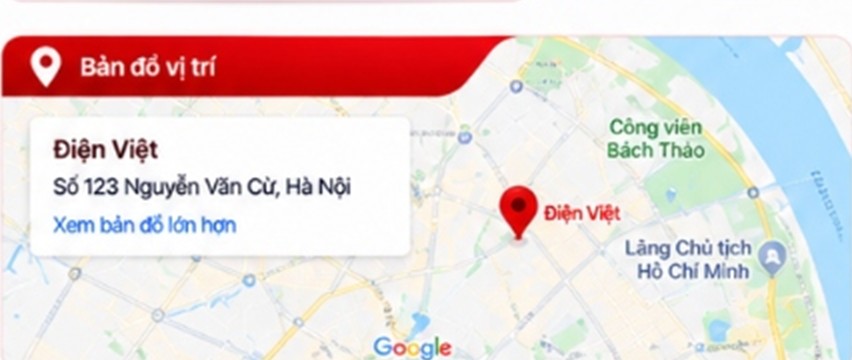 Bản đồ vị trí
Điện Việt
Số 123 Nguyễn Văn Cừ, Hà Nội
Xem bản đồ lớn hơn
Công viên
Bách Thảo
Điện Việt
Lăng Chủ tịch
Hồ Chí Minh
Google